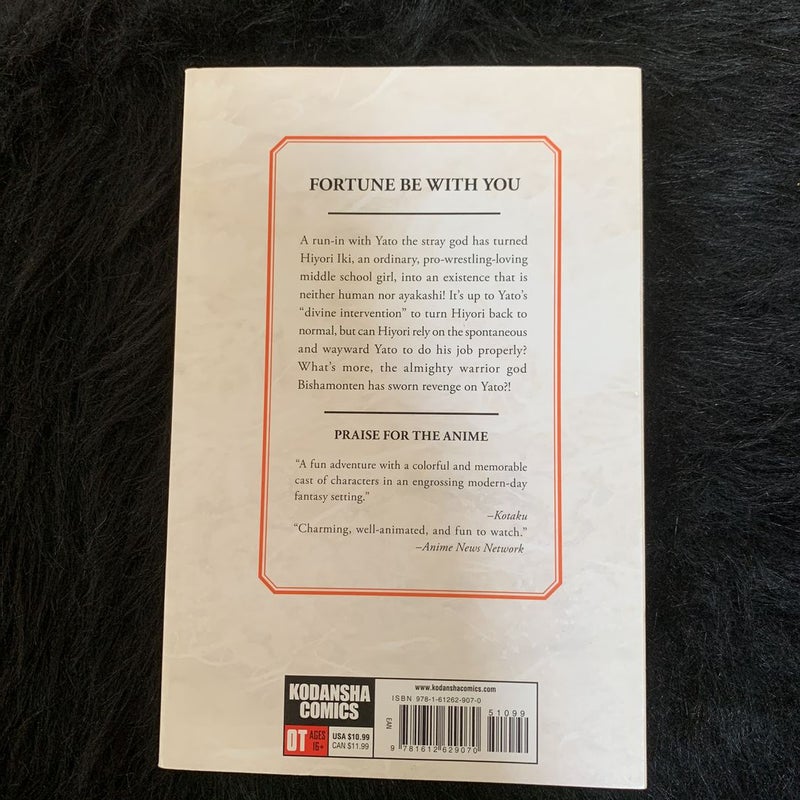 FORTUNE BE WITH YOU
A run-in with Yato the stray god has turned
Hiyori Iki, an ordinary, pro-wrestling-loving
middle school girl, into an existence that is
neither human nor ayakashi! It's up to Yato's
"divine intervention" to turn Hiyori back to
normal, but can Hiyori rely on the spontaneous
and wayward Yato to do his job properly?
What's more, the almighty warrior god
Bishamonten has sworn revenge on Yato?!
PRAISE FOR THE ANIME
"A fun adventure with a colorful and memorable
cast of characters in an engrossing modern-day
fantasy setting."
–Kotaku
"Charming, well-animated, and fun to watch."
–Anime News Network
KODANSHA
COMICS
OT AGES
16+
USA $10.99
CAN $11.99
www.kodanshacomics.com
ISBN 978-1-61262-907-0
51099
EAN
9 781612 629070